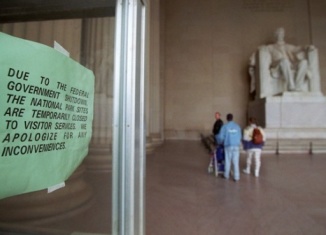 DUE TO THE FEDERAL
GOVERNMENT SHUTDOWN,
THE NATIONAL PARK SITES
ARE TEMPORARILY CLOSED
TO VISITOR SERVICES. WE
APOLOGIZE FOR ANY
INCONVENIENCES.